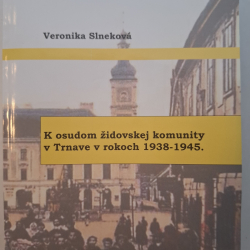 Veronika Slneková
K osudom židovskej komunity
v Trnave v rokoch 1938-1945.